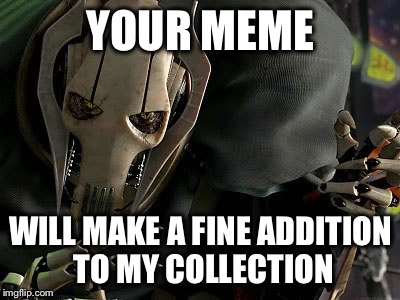 YOUR MEME
WILL MAKE A FINE ADDITION
TO MY COLLECTION
imgflip.com